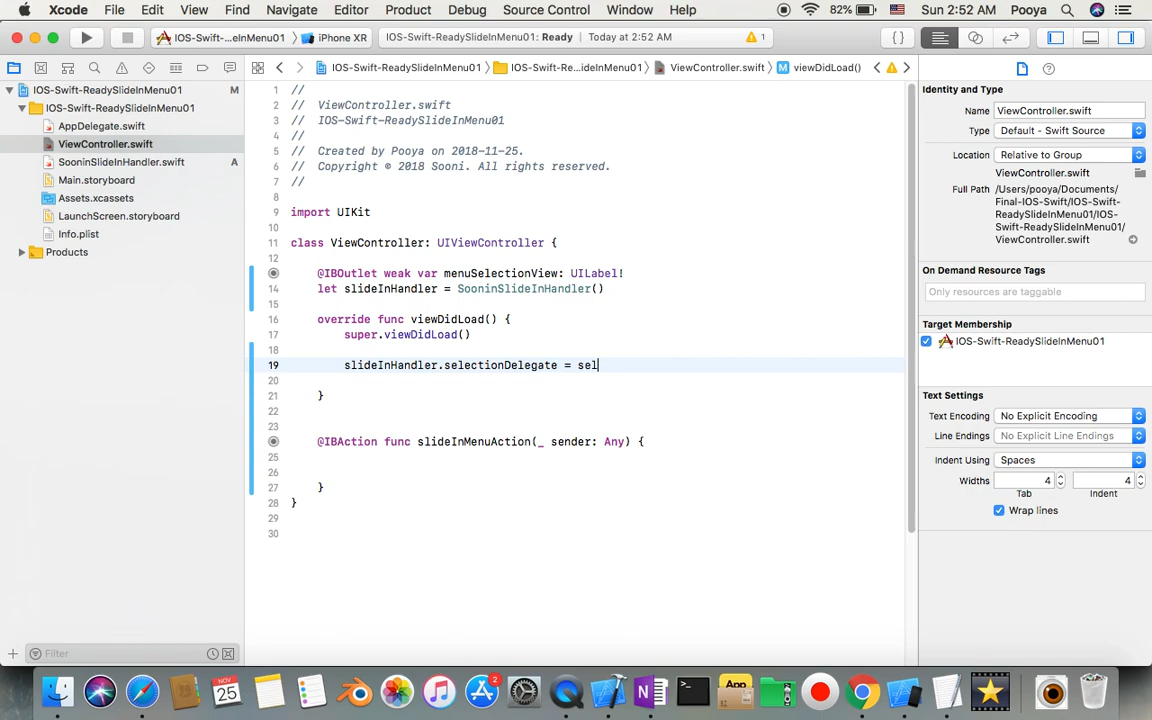 Xcode File Edit View Find Navigate Editor Product Debug Source Control Window Help 82% Sun 2:52 AM Pooya
IOS-Swift-...eInMenu01 iPhone XR IOS-Swift-ReadySlideInMenu01: Ready Today at 2:52 AM 1
IOS-Swift-ReadySlideInMenu01 IOS-Swift-Re...ideInMenu01 ViewController.swift M viewDidLoad()
IOS-Swift-ReadySlideInMenu01 M
IOS-Swift-ReadySlideInMenu01
AppDelegate.swift
ViewController.swift
SooninSlideInHandler.swift A
Main.storyboard
Assets.xcassets
LaunchScreen.storyboard
Info.plist
Products
Filter
1 //
2 // ViewController.swift
3 // IOS-Swift-ReadySlideInMenu01
4 //
5 // Created by Pooya on 2018-11-25.
6 // Copyright © 2018 Sooni. All rights reserved.
7 //
8
9 import UIKit
10
11 class ViewController: UIViewController {
12
@IBOutlet weak var menuSelectionView: UILabel!
14 let slideInHandler = SooninSlideInHandler()
15
16 override func viewDidLoad() {
17 super.viewDidLoad()
18
19 slideInHandler.selectionDelegate = sel
20
21 }
22
23
@IBAction func slideInMenuAction(_ sender: Any) {
25
26
27 }
28 }
29
30
Identity and Type
Name ViewController.swift
Type Default - Swift Source
Location Relative to Group
ViewController.swift
Full Path /Users/pooya/Documents/
Final-IOS-Swift/IOS-Swift-
ReadySlideInMenu01/IOS-
Swift-ReadySlideInMenu01/
ViewController.swift
On Demand Resource Tags
Only resources are taggable
Target Membership
IOS-Swift-ReadySlideInMenu01
Text Settings
Text Encoding No Explicit Encoding
Line Endings No Explicit Line Endings
Indent Using Spaces
Widths 4 4
Tab Indent
Wrap lines
NOV
25
2